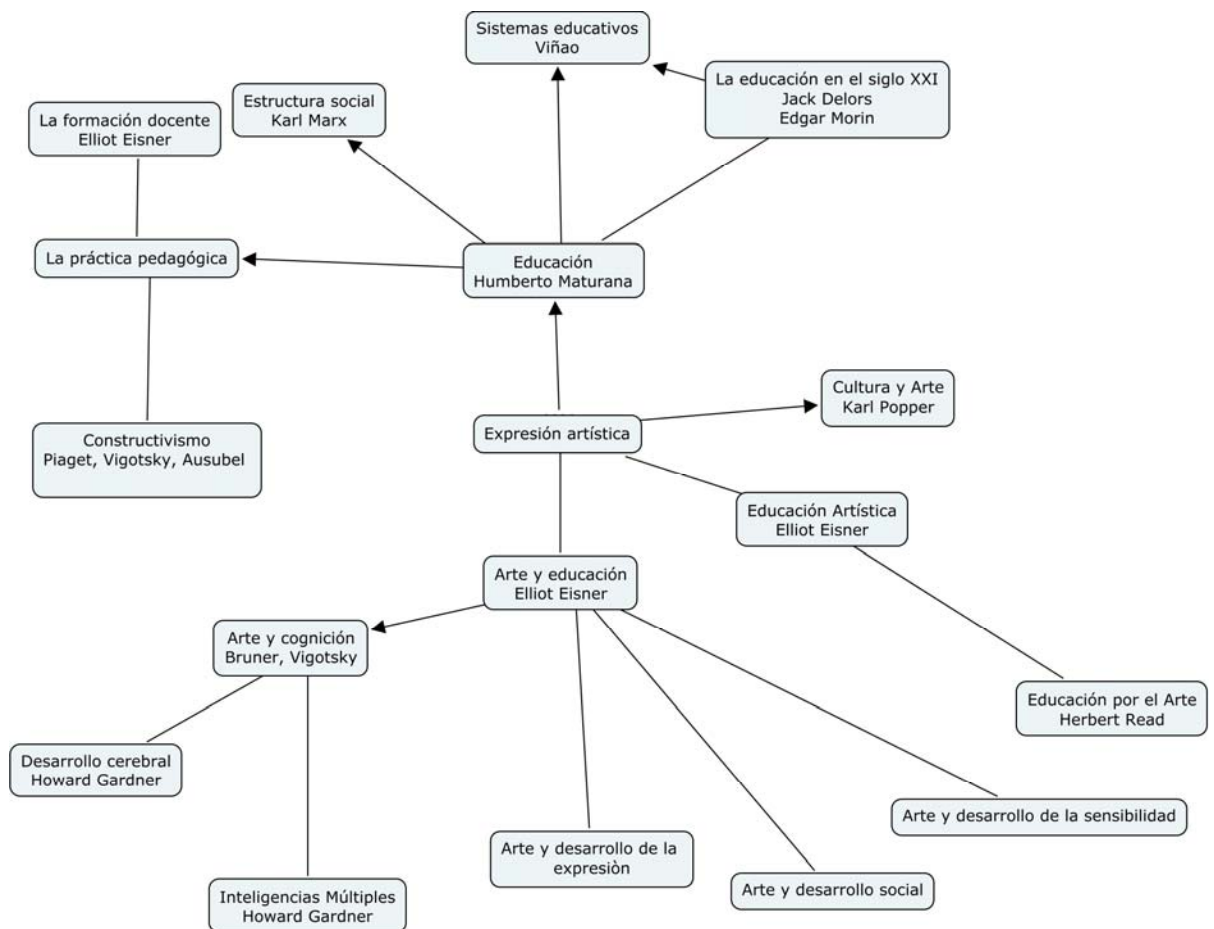 Sistemas educativos
Viñao
La educación en el siglo XXI
Jack Delors
Edgar Morin
Estructura social
Karl Marx
La formación docente
Elliot Eisner
La práctica pedagógica
Educación
Humberto Maturana
Cultura y Arte
Karl Popper
Expresión artística
Constructivismo
Piaget, Vigotsky, Ausubel
Educación Artística
Elliot Eisner
Arte y educación
Elliot Eisner
Arte y cognición
Bruner, Vigotsky
Educación por el Arte
Herbert Read
Desarrollo cerebral
Howard Gardner
Arte y desarrollo de la sensibilidad
Arte y desarrollo de la
expresiòn
Arte y desarrollo social
Inteligencias Múltiples
Howard Gardner